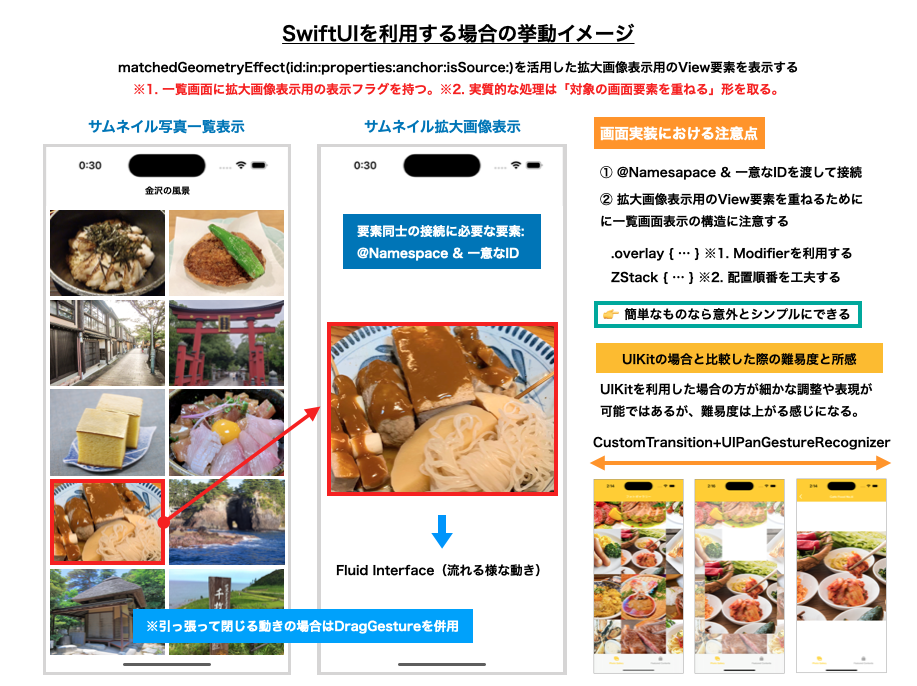 SwiftUIを利用する場合の挙動イメージ
matchedGeometryEffect(id:in:properties:anchor:isSource:)を活用した拡大画像表示用のView要素を表示する
※1. 一覧画面に拡大画像表示用の表示フラグを持つ。※2. 実質的な処理は「対象の画面要素を重ねる」形を取る。
サムネイル写真一覧表示
0:30
金沢の風景
千枚
※引っ張って閉じる動きの場合はDragGestureを併用
サムネイル拡大画像表示
0:30
要素同士の接続に必要な要素:
@Namespace & 一意なID
Fluid Interface（流れる様な動き）
画面実装における注意点
① @Namesapace & 一意なIDを渡して接続
② 拡大画像表示用のView要素を重ねるために
に一覧画面表示の構造に注意する
.overlay { … } ※1. Modifierを利用する
ZStack { … } ※2. 配置順番を工夫する
👉 簡単なものなら意外とシンプルにできる
UIKitの場合と比較した際の難易度と所感
UIKitを利用した場合の方が細かな調整や表現が
可能ではあるが、難易度は上がる感じになる。
CustomTransition+UIPanGestureRecognizer